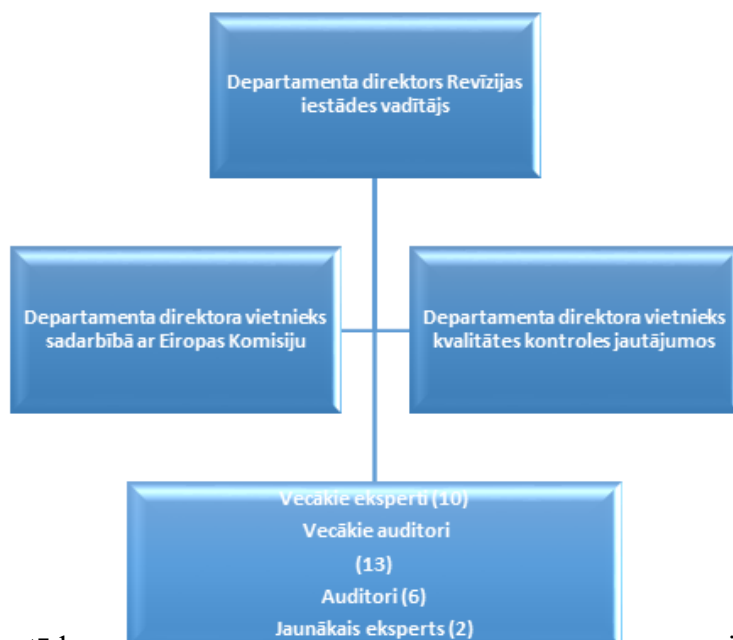 Departamenta direktors Revīzijas
iestādes vadītājs
Departamenta direktora vietnieks
sadarbībā ar Eiropas Komisiju
Departamenta direktora vietnieks
kvalitātes kontroles jautājumos
Vecākie eksperti (10)
Vecākie auditori
(13)
Auditori (6)
Jaunākais eksperts (2)